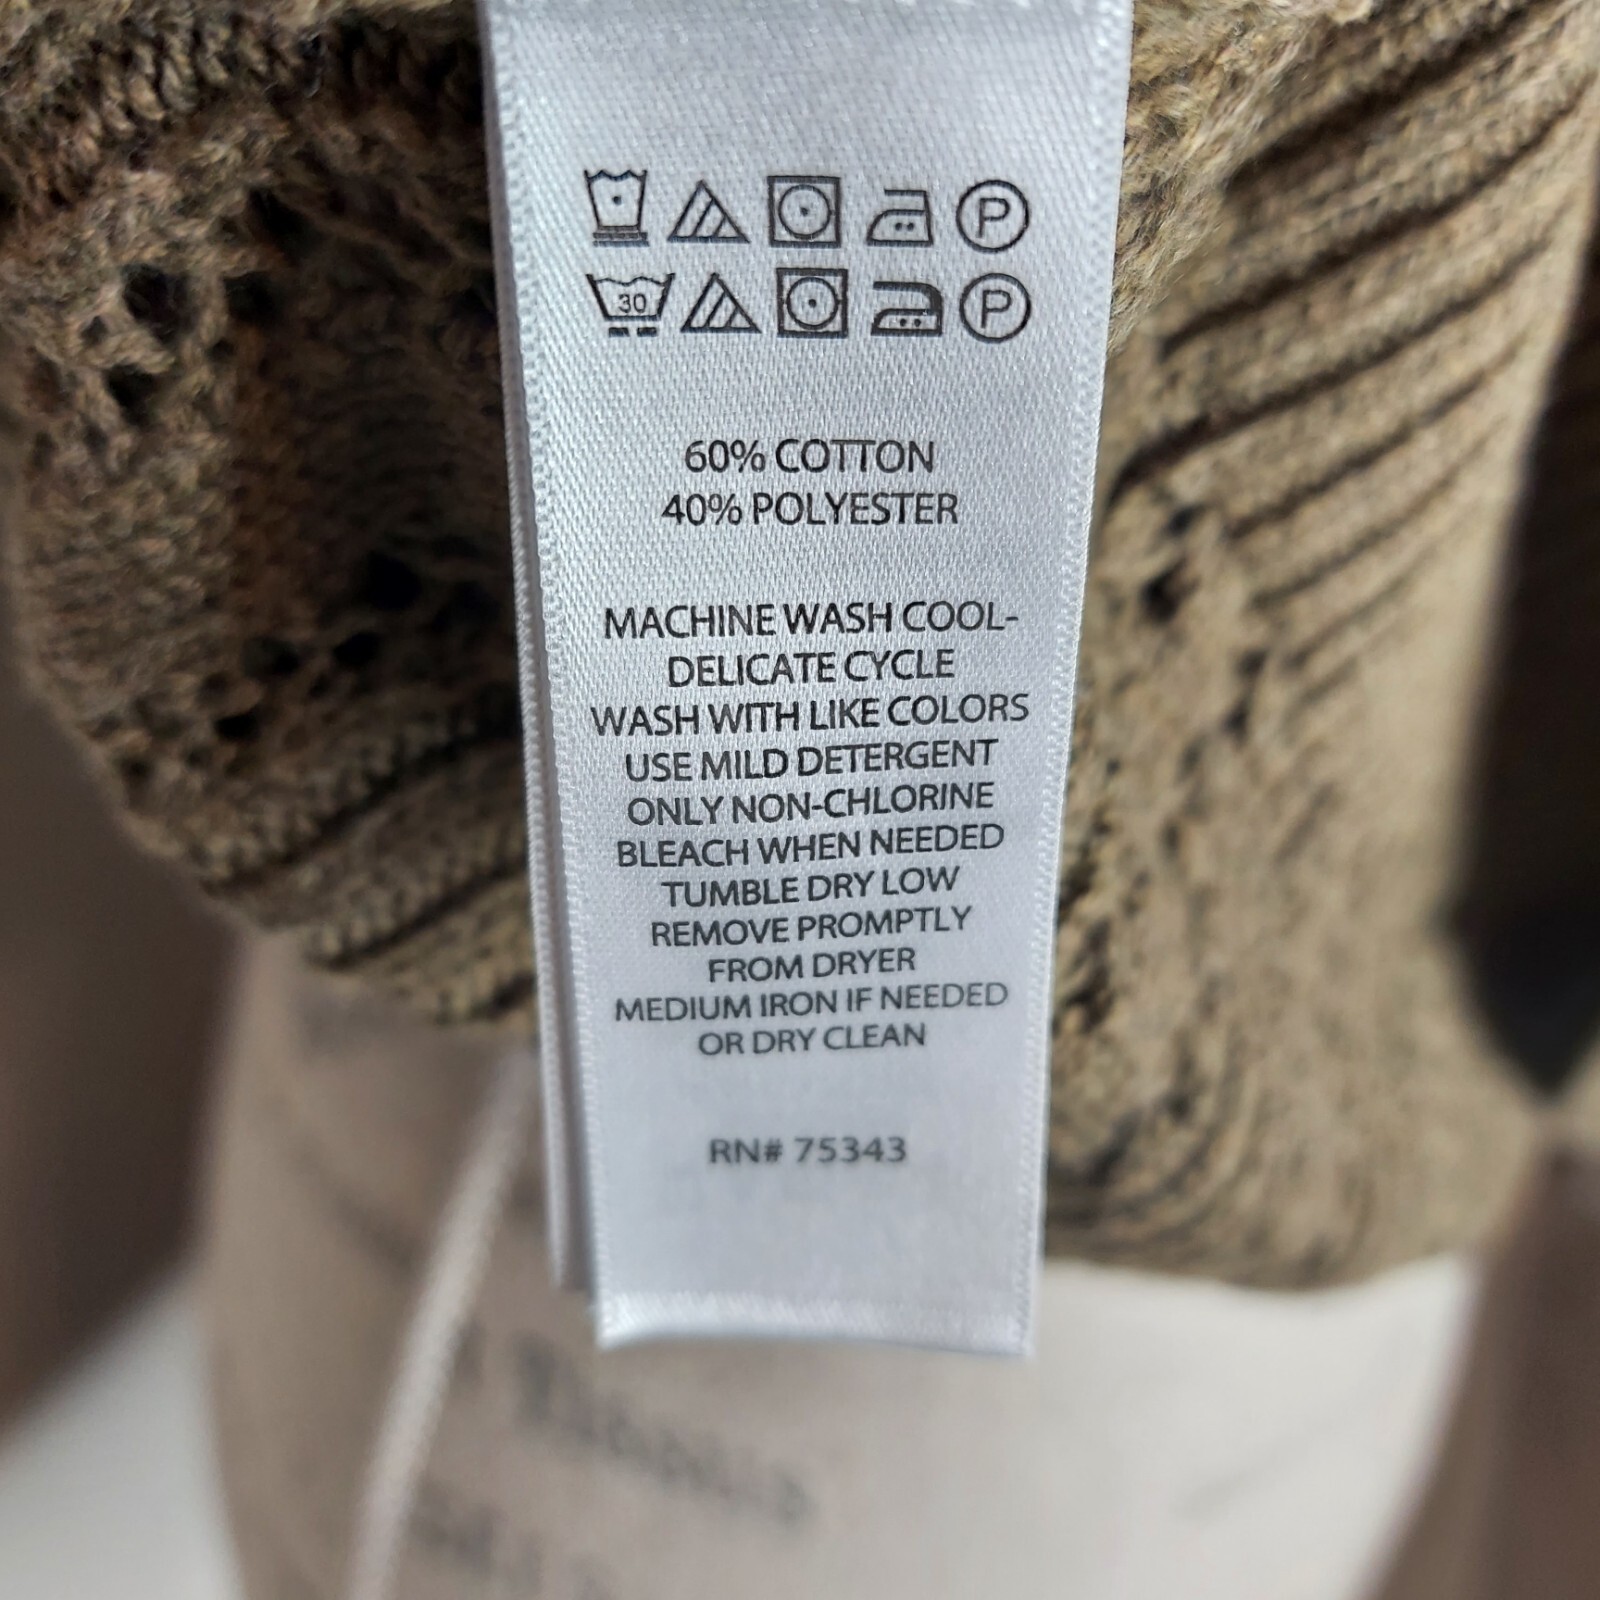 P
30 P
60% COTTON
40% POLYESTER
MACHINE WASH COOL-
DELICATE CYCLE
WASH WITH LIKE COLORS
USE MILD DETERGENT
ONLY NON-CHLORINE
BLEACH WHEN NEEDED
TUMBLE DRY LOW
REMOVE PROMPTLY
FROM DRYER
MEDIUM IRON IF NEEDED
OR DRY CLEAN
RN# 75343